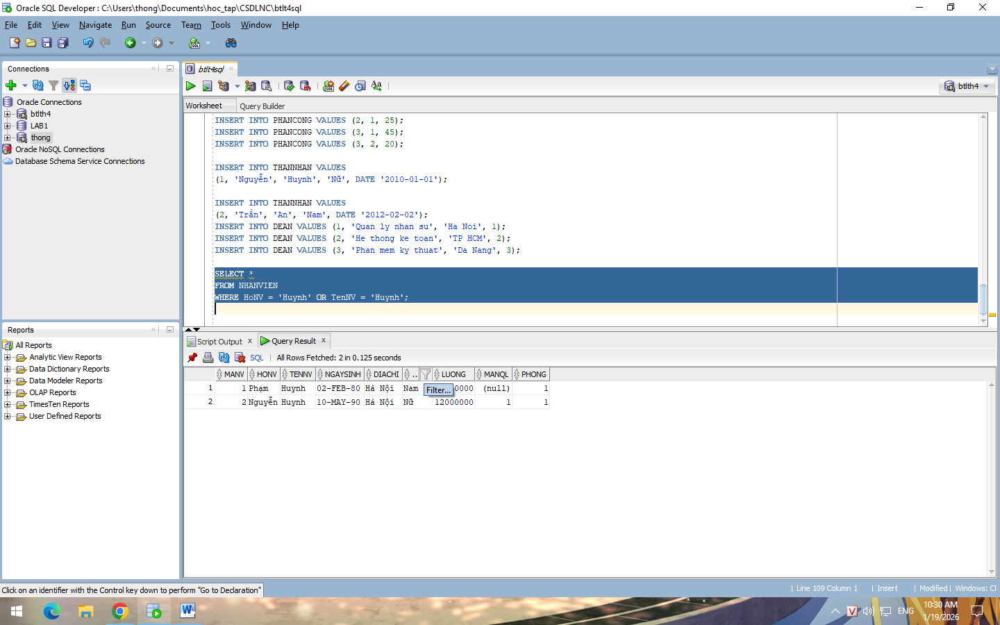 Oracle SQL Developer : C:\Users\thong\Documents\hoc_tap\CSDLNC\btlt4sql
File Edit View Navigate Run Source Team Tools Window Help
Connections
Oracle Connections
btlth4
LAB1
thong
Oracle NoSQL Connections
Database Schema Service Connections
Reports
All Reports
Analytic View Reports
Data Dictionary Reports
Data Modeler Reports
OLAP Reports
TimesTen Reports
User Defined Reports
btlt4sql
btlth4
Worksheet Query Builder
INSERT INTO PHANCONG VALUES (2, 1, 25);
INSERT INTO PHANCONG VALUES (3, 1, 45);
INSERT INTO PHANCONG VALUES (3, 2, 20);
INSERT INTO THANNHAN VALUES
(1, 'Nguyễn', 'Huynh', 'Nữ', DATE '2010-01-01');
INSERT INTO THANNHAN VALUES
(2, 'Trần', 'An', 'Nam', DATE '2012-02-02');
INSERT INTO DEAN VALUES (1, 'Quan ly nhan su', 'Ha Noi', 1);
INSERT INTO DEAN VALUES (2, 'He thong ke toan', 'TP HCM', 2);
INSERT INTO DEAN VALUES (3, 'Phan mem ky thuat', 'Da Nang', 3);
SELECT *
FROM NHANVIEN
WHERE HoNV = 'Huynh' OR TenNV = 'Huynh';
Script Output x Query Result x
SQL | All Rows Fetched: 2 in 0.125 seconds
MANV HONV TENNV NGAYSINH DIACHI .. LUONG MANQL PHONG
1 1 Phạm Huynh 02-FEB-80 Hà Nội Nam 0000 (null) 1
Filter...
2 2 Nguyễn Huynh 10-MAY-90 Hà Nội Nữ 12000000 1 1
Click on an identifier with the Control key down to perform "Go to Declaration"
Line 109 Column 1 | Insert | Modified | Windows: CF
ENG
10:30 AM
1/19/2026